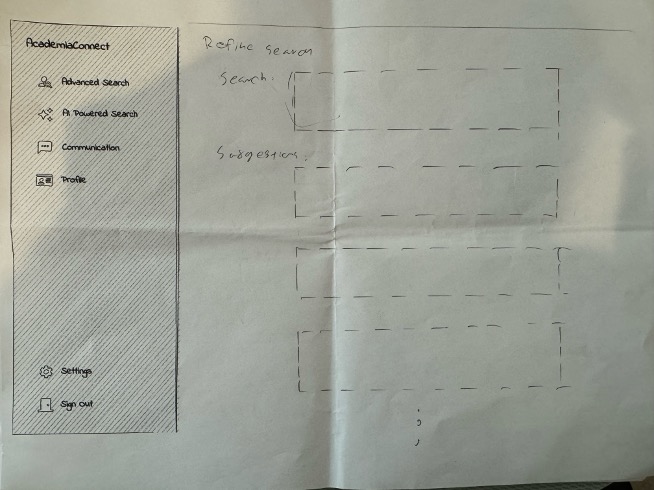 AcademiaConnect
Advanced Search
AI Powered Search
Communication
Profile
Settings
Sign out
Refine search
Search:
Suggestions: